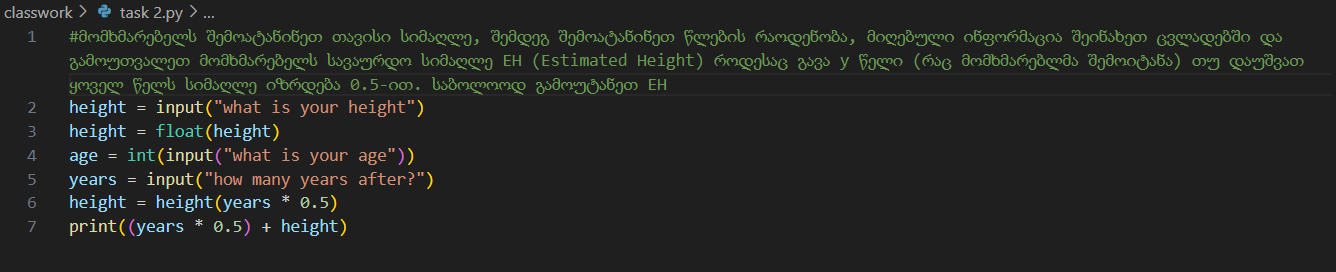 classwork > task 2.py > ...
1 #მომხმარებელს შემოატანინეთ თავისი სიმაღლე, შემდეგ შემოატანინეთ წლების რაოდენობა, მიღებული ინფორმაცია შეინახეთ ცვლადებში და
გამოუთვალეთ მომხმარებელს სავაურდო სიმაღლე EH (Estimated Height) როდესაც გავა y წელი (რაც მომხმარებლმა შემოიტანა) თუ დაუშვათ
ყოველ წელს სიმაღლე იზრდება 0.5-ით. საბოლოოდ გამოუტანეთ EH
2 height = input("what is your height")
3 height = float(height)
4 age = int(input("what is your age"))
5 years = input("how many years after?")
6 height = height(years * 0.5)
7 print((years * 0.5) + height)